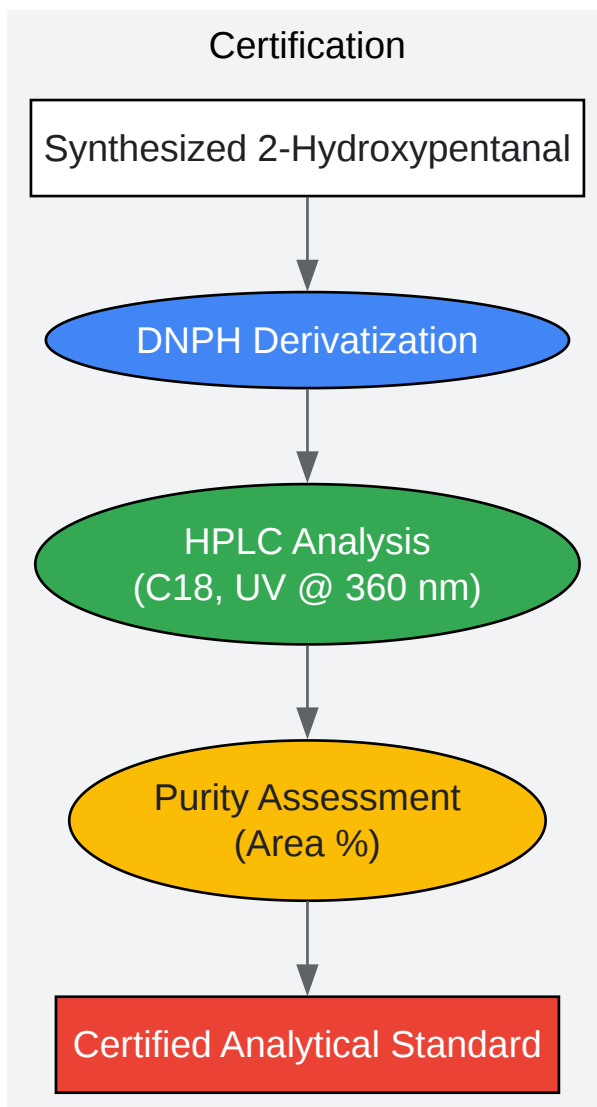 Certification
Synthesized 2-Hydroxypentanal
DNPH Derivatization
HPLC Analysis
(C18, UV @ 360 nm)
Purity Assessment
(Area %)
Certified Analytical Standard